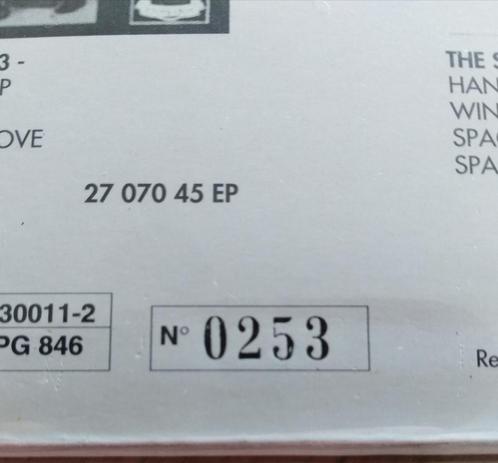 3 -
P
OVE
27 070 45 EP
30011-2
PG 846
N° 0253
THE S
HAN
WIN
SPA
SPA
Re